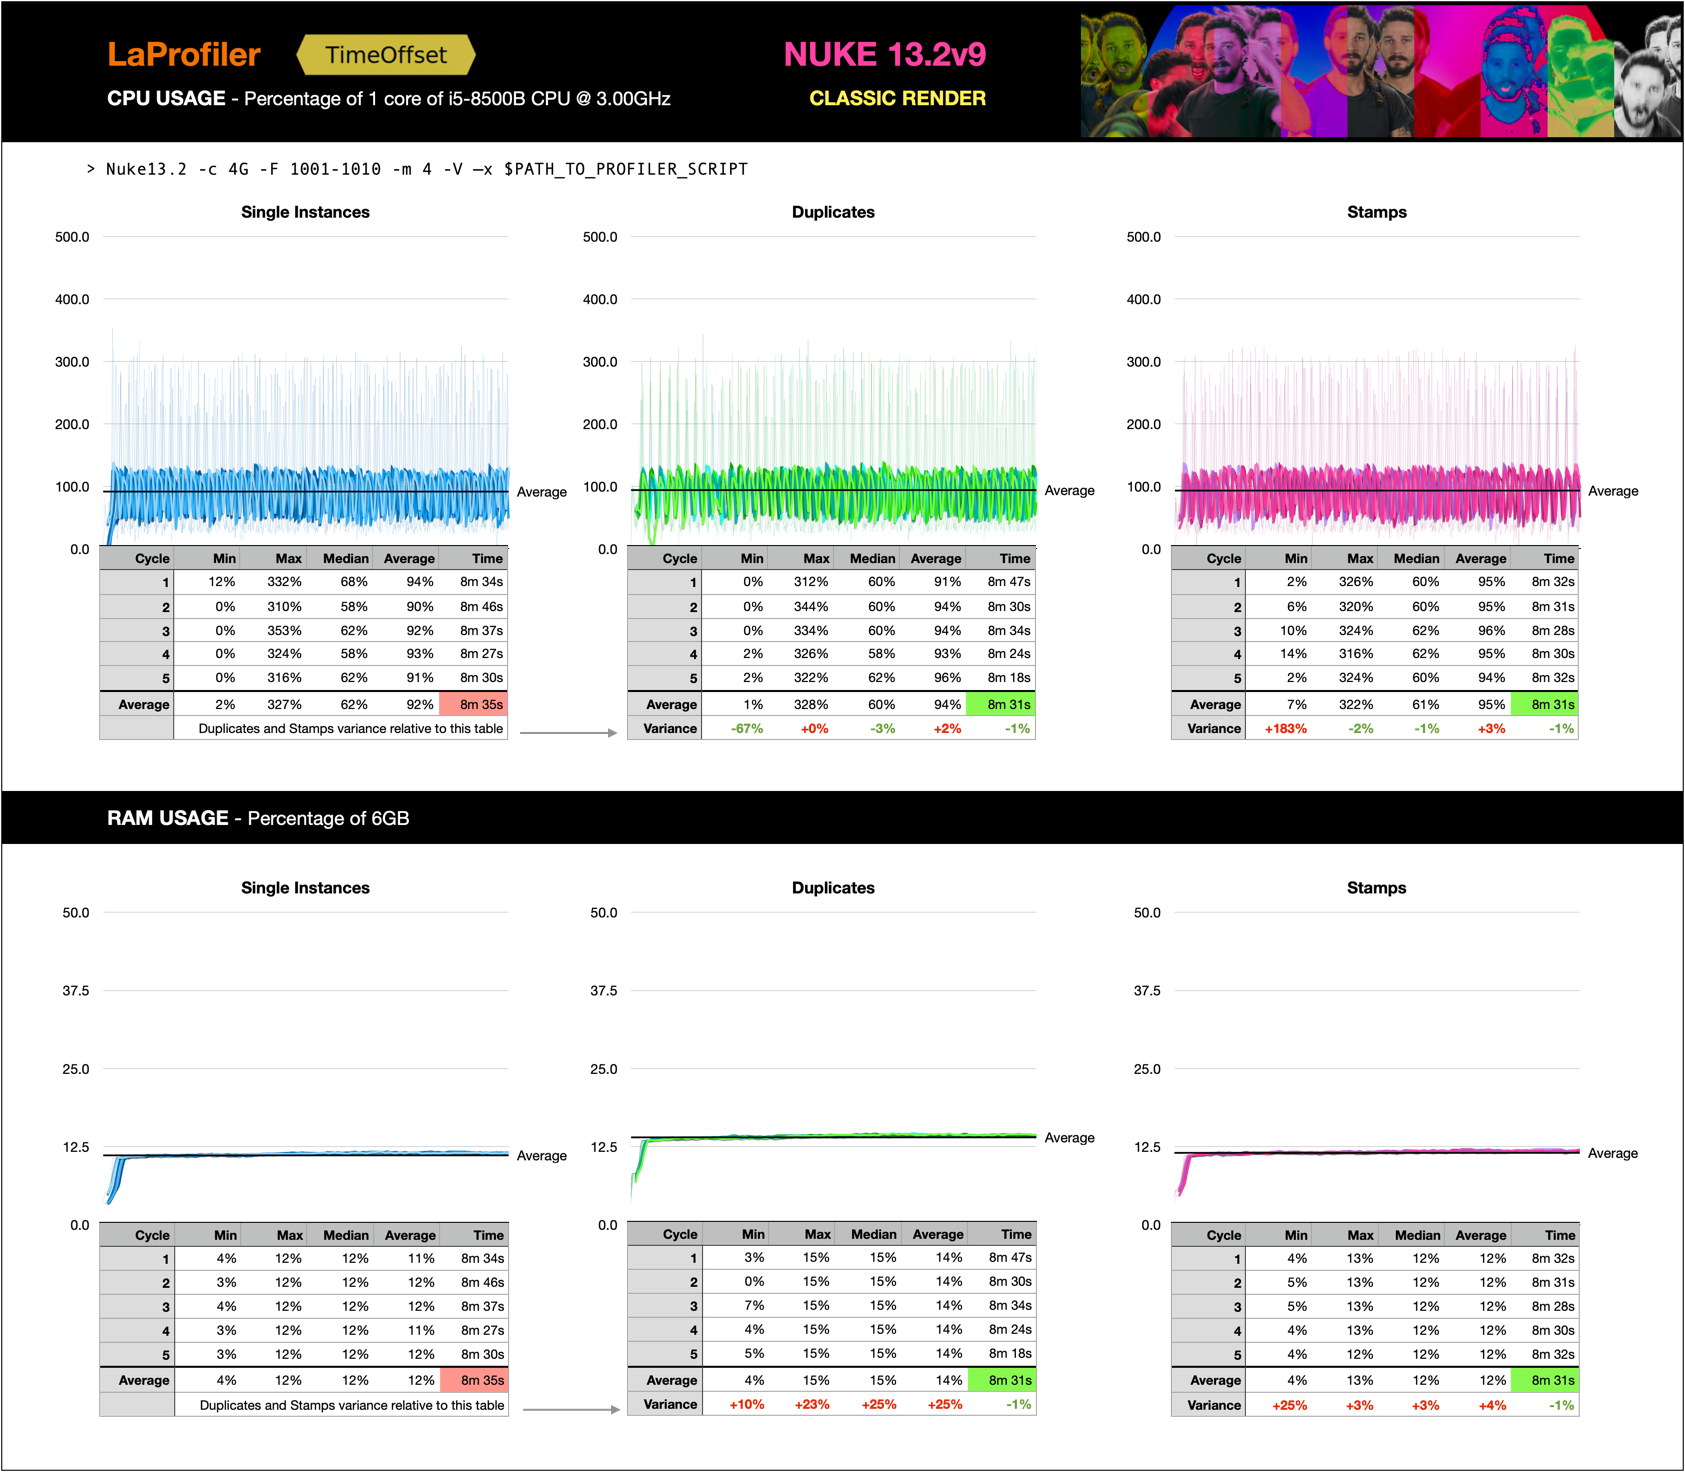 LaProfiler
TimeOffset
NUKE 13.2v9
CPU USAGE - Percentage of 1 core of i5-8500B CPU @ 3.00GHz
CLASSIC RENDER
> Nuke13.2 -c 4G -F 1001-1010 -m 4 -V —x $PATH_TO_PROFILER_SCRIPT
Single Instances
500.0
400.0
300.0
200.0
100.0
0.0
Average
Cycle Min Max Median Average Time
1 12% 332% 68% 94% 8m 34s
2 0% 310% 58% 90% 8m 46s
3 0% 353% 62% 92% 8m 37s
4 0% 324% 58% 93% 8m 27s
5 0% 316% 62% 91% 8m 30s
Average 2% 327% 62% 92% 8m 35s
Duplicates and Stamps variance relative to this table
Duplicates
500.0
400.0
300.0
200.0
100.0
0.0
Average
Cycle Min Max Median Average Time
1 0% 312% 60% 91% 8m 47s
2 0% 344% 60% 94% 8m 30s
3 0% 334% 60% 94% 8m 34s
4 2% 326% 58% 93% 8m 24s
5 2% 322% 62% 96% 8m 18s
Average 1% 328% 60% 94% 8m 31s
Variance -67% +0% -3% +2% -1%
Stamps
500.0
400.0
300.0
200.0
100.0
0.0
Average
Cycle Min Max Median Average Time
1 2% 326% 60% 95% 8m 32s
2 6% 320% 60% 95% 8m 31s
3 10% 324% 62% 96% 8m 28s
4 14% 316% 62% 95% 8m 30s
5 2% 324% 60% 94% 8m 32s
Average 7% 322% 61% 95% 8m 31s
Variance +183% -2% -1% +3% -1%
RAM USAGE - Percentage of 6GB
Single Instances
50.0
37.5
25.0
12.5
0.0
Average
Cycle Min Max Median Average Time
1 4% 12% 12% 11% 8m 34s
2 3% 12% 12% 12% 8m 46s
3 4% 12% 12% 12% 8m 37s
4 3% 12% 12% 11% 8m 27s
5 3% 12% 12% 12% 8m 30s
Average 4% 12% 12% 12% 8m 35s
Duplicates and Stamps variance relative to this table
Duplicates
50.0
37.5
25.0
12.5
0.0
Average
Cycle Min Max Median Average Time
1 3% 15% 15% 14% 8m 47s
2 0% 15% 15% 14% 8m 30s
3 7% 15% 15% 14% 8m 34s
4 4% 15% 15% 14% 8m 24s
5 5% 15% 15% 14% 8m 18s
Average 4% 15% 15% 14% 8m 31s
Variance +10% +23% +25% +25% -1%
Stamps
50.0
37.5
25.0
12.5
0.0
Average
Cycle Min Max Median Average Time
1 4% 13% 12% 12% 8m 32s
2 5% 13% 12% 12% 8m 31s
3 5% 13% 12% 12% 8m 28s
4 4% 13% 12% 12% 8m 30s
5 4% 12% 12% 12% 8m 32s
Average 4% 13% 12% 12% 8m 31s
Variance +25% +3% +3% +4% -1%